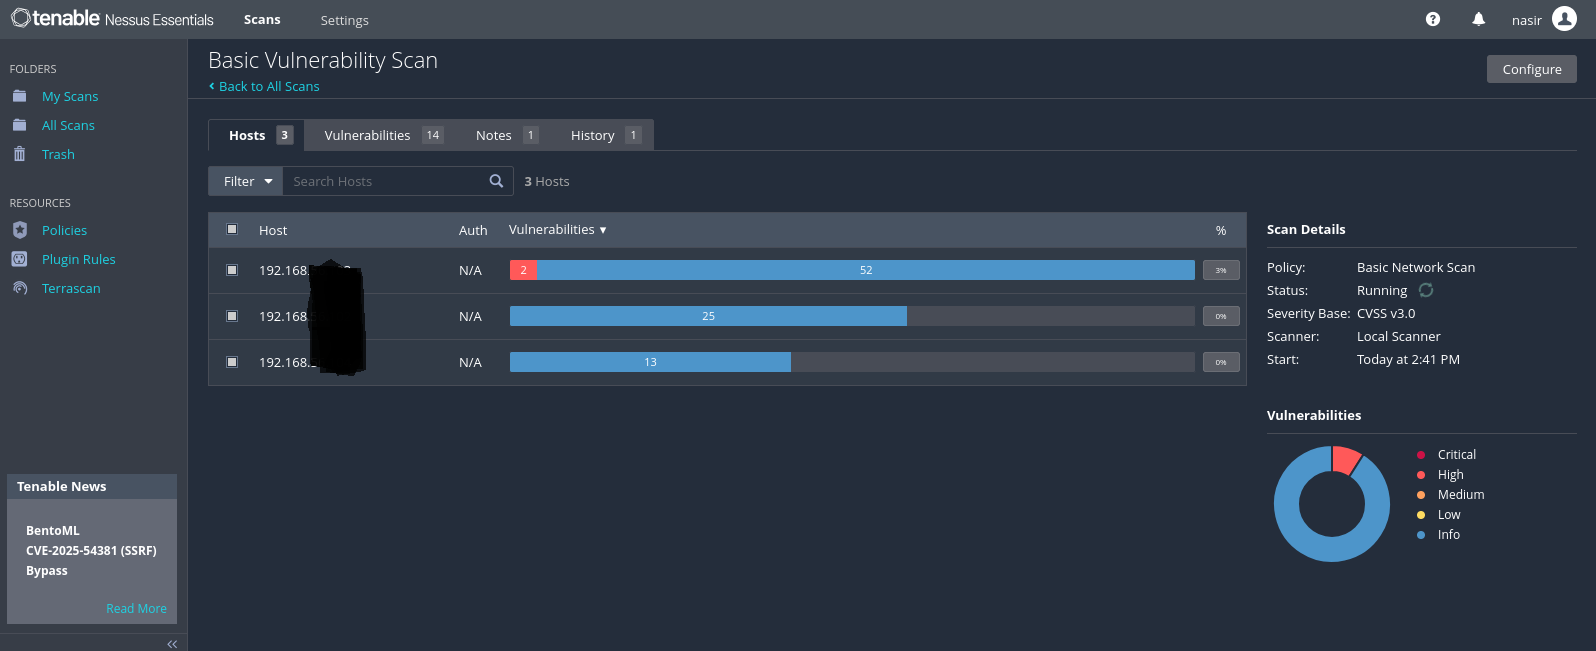 tenable Nessus Essentials
Scans
Settings
nasir
FOLDERS
My Scans
All Scans
Trash
RESOURCES
Policies
Plugin Rules
Terrascan
Tenable News
BentoML
CVE-2025-54381 (SSRF)
Bypass
Read More
Basic Vulnerability Scan
Back to All Scans
Configure
Hosts 3
Vulnerabilities 14
Notes 1
History 1
Filter
Search Hosts
3 Hosts
Host Auth Vulnerabilities %
192.168. N/A 2 52 3%
192.168. N/A 25 0%
192.168. N/A 13 0%
Scan Details
Policy: Basic Network Scan
Status: Running
Severity Base: CVSS v3.0
Scanner: Local Scanner
Start: Today at 2:41 PM
Vulnerabilities
Critical
High
Medium
Low
Info